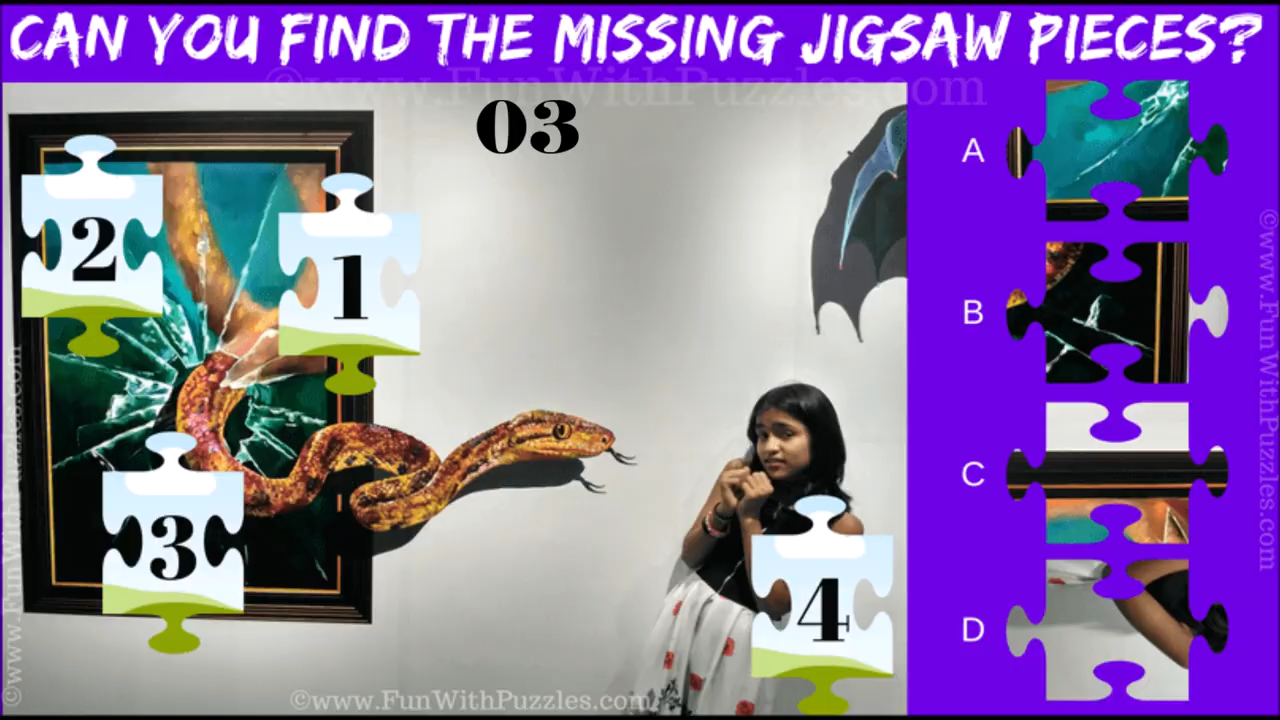 CAN YOU FIND THE MISSING JIGSAW PIECES?
©www.FunWithPuzzles.com
03
A
2
1
B
©www.FunWithPuzzles.com
©www.FunWithPuzzles.com
C
3
4
D
©www.FunWithPuzzles.com